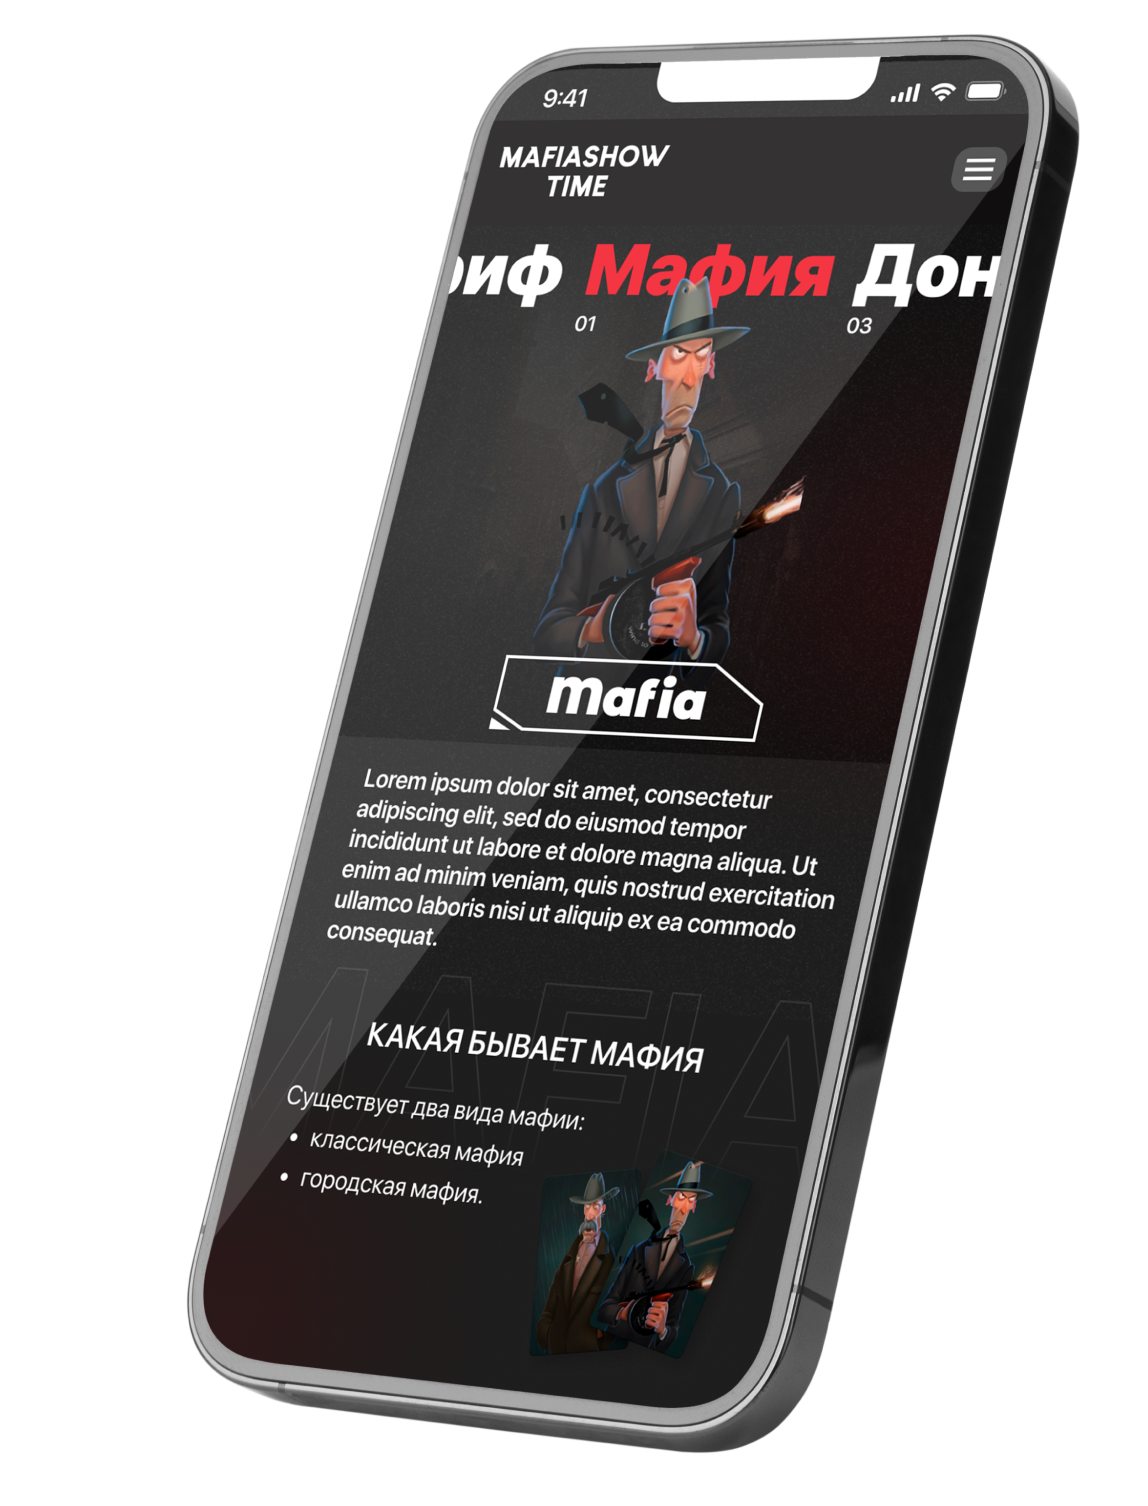 9:41
MAFIASHOW
TIME
риф Мафия Дон
01 03
mafia
Lorem ipsum dolor sit amet, consectetur
adipiscing elit, sed do eiusmod tempor
incididunt ut labore et dolore magna aliqua. Ut
enim ad minim veniam, quis nostrud exercitation
ullamco laboris nisi ut aliquip ex ea commodo
consequat.
MAFIA
КАКАЯ БЫВАЕТ МАФИЯ
Существует два вида мафии:
• классическая мафия
• городская мафия.